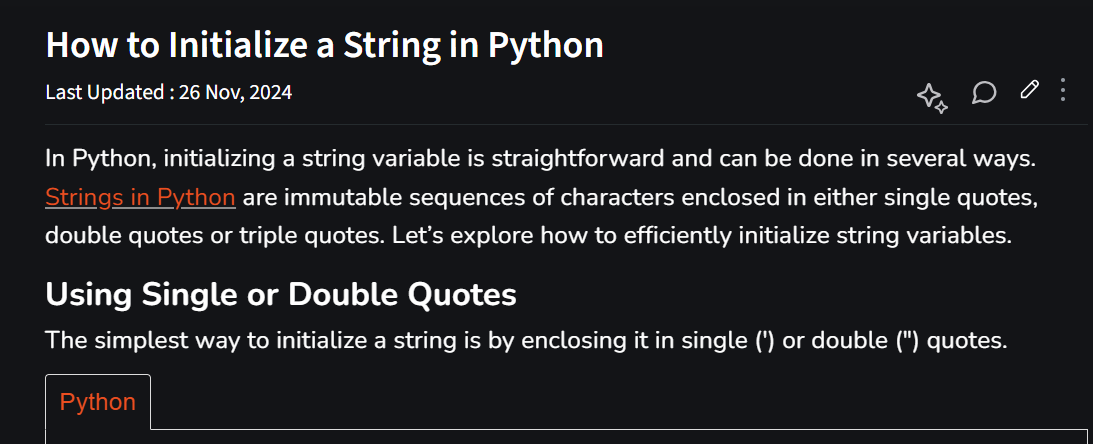 How to Initialize a String in Python
Last Updated : 26 Nov, 2024
In Python, initializing a string variable is straightforward and can be done in several ways.
Strings in Python are immutable sequences of characters enclosed in either single quotes,
double quotes or triple quotes. Let’s explore how to efficiently initialize string variables.
Using Single or Double Quotes
The simplest way to initialize a string is by enclosing it in single (') or double (") quotes.
Python